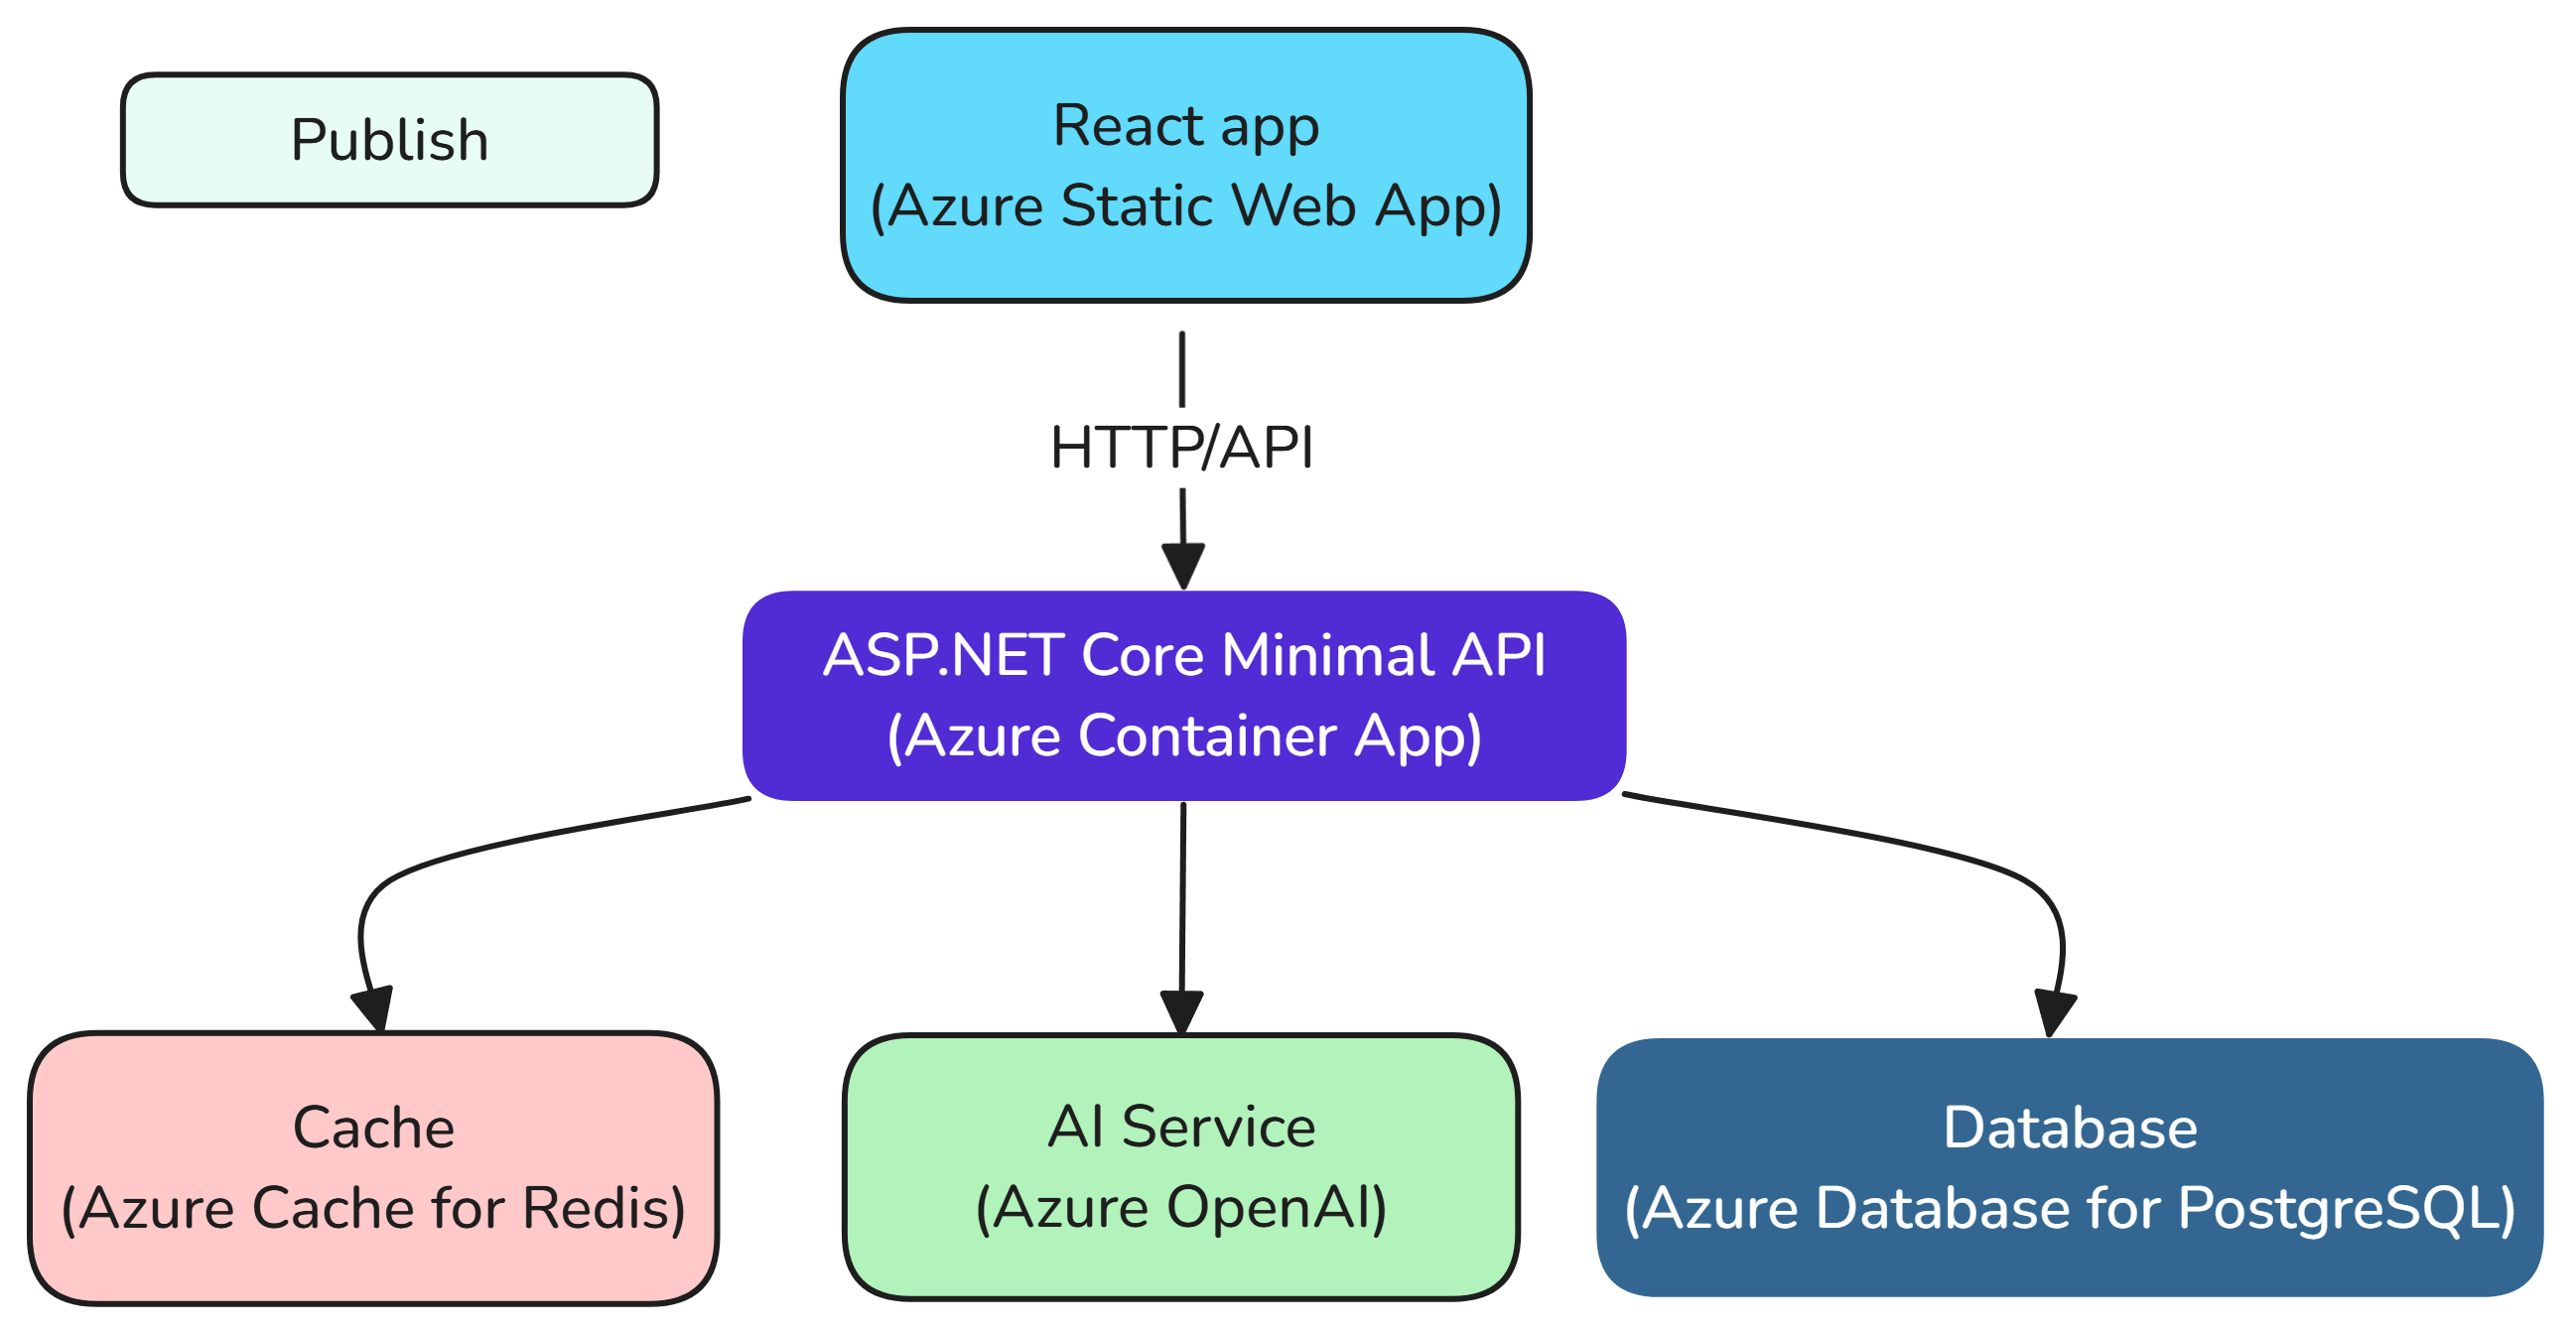 Publish
React app
(Azure Static Web App)
HTTP/API
ASP.NET Core Minimal API
(Azure Container App)
Cache
(Azure Cache for Redis)
AI Service
(Azure OpenAI)
Database
(Azure Database for PostgreSQL)